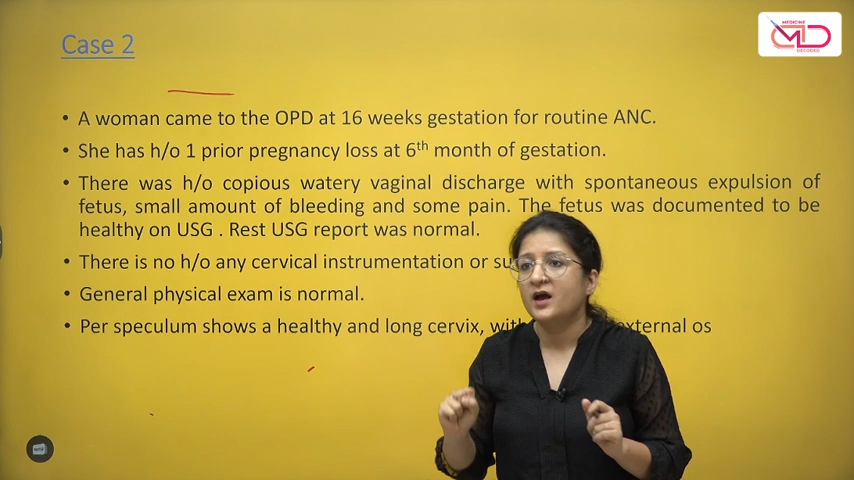 Case 2
MEDICINE
MD
DECODED
• A woman came to the OPD at 16 weeks gestation for routine ANC.
• She has h/o 1 prior pregnancy loss at 6th month of gestation.
• There was h/o copious watery vaginal discharge with spontaneous expulsion of
fetus, small amount of bleeding and some pain. The fetus was documented to be
healthy on USG . Rest USG report was normal.
• There is no h/o any cervical instrumentation or
• General physical exam is normal.
• Per speculum shows a healthy and long cervix, external os